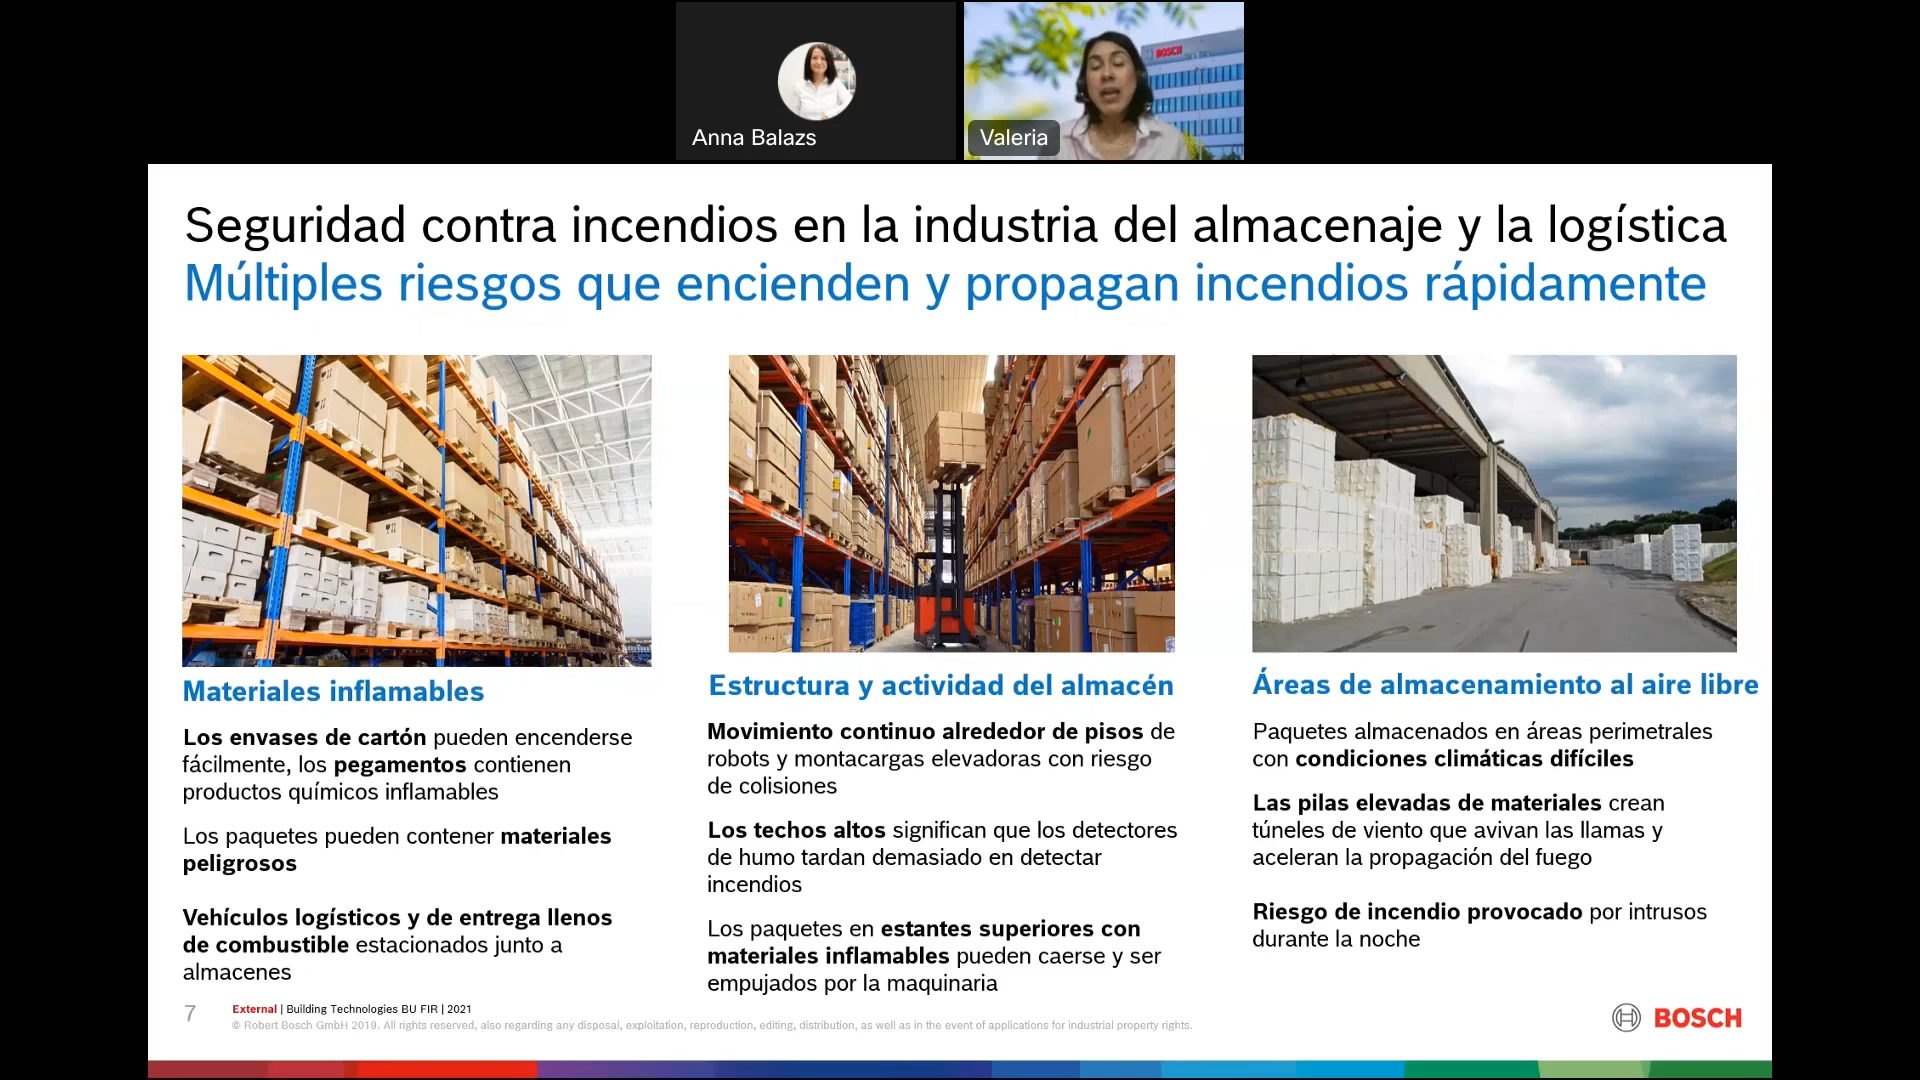 Anna Balazs
BOSCH
Valeria
Seguridad contra incendios en la industria del almacenaje y la logística
Múltiples riesgos que encienden y propagan incendios rápidamente
Materiales inflamables
Los envases de cartón pueden encenderse
fácilmente, los pegamentos contienen
productos químicos inflamables
Los paquetes pueden contener materiales
peligrosos
Vehículos logísticos y de entrega llenos
de combustible estacionados junto a
almacenes
Estructura y actividad del almacén
Movimiento continuo alrededor de pisos de
robots y montacargas elevadoras con riesgo
de colisiones
Los techos altos significan que los detectores
de humo tardan demasiado en detectar
incendios
Los paquetes en estantes superiores con
materiales inflamables pueden caerse y ser
empujados por la maquinaria
Áreas de almacenamiento al aire libre
Paquetes almacenados en áreas perimetrales
con condiciones climáticas difíciles
Las pilas elevadas de materiales crean
túneles de viento que avivan las llamas y
aceleran la propagación del fuego
Riesgo de incendio provocado por intrusos
durante la noche
7
External | Building Technologies BU FIR | 2021
© Robert Bosch GmbH 2019. All rights reserved, also regarding any disposal, exploitation, reproduction, editing, distribution, as well as in the event of applications for industrial property rights.
BOSCH